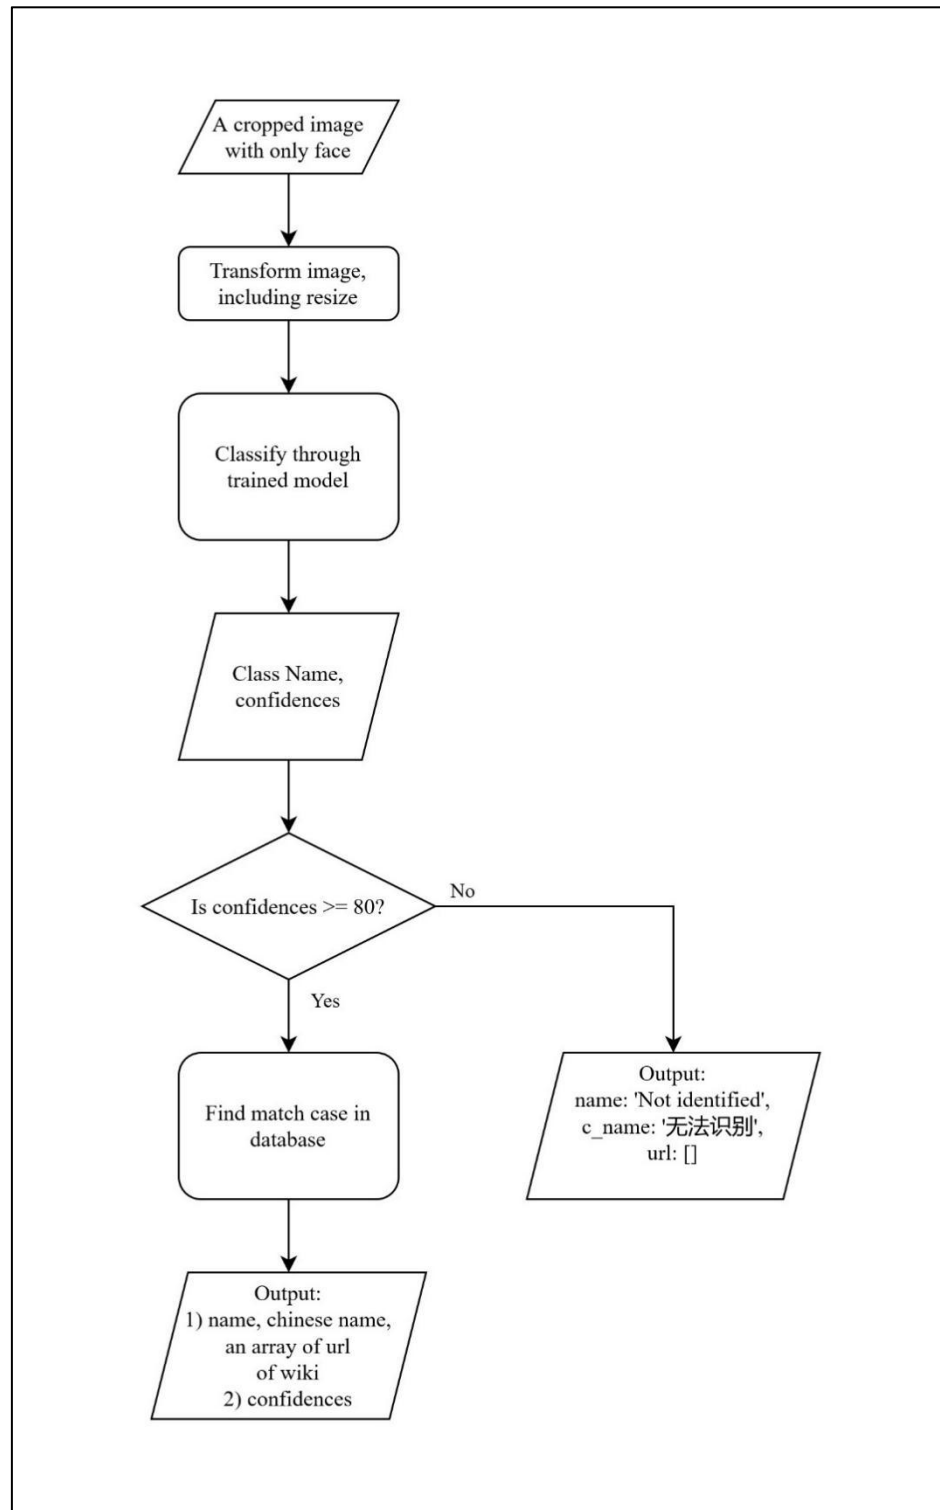 A cropped image
with only face
Transform image,
including resize
Classify through
trained model
Class Name,
confidences
Is confidences >= 80?
No
Yes
Find match case in
database
Output:
name: 'Not identified',
c_name: '无法识别',
url: []
Output:
1) name, chinese name,
an array of url
of wiki
2) confidences